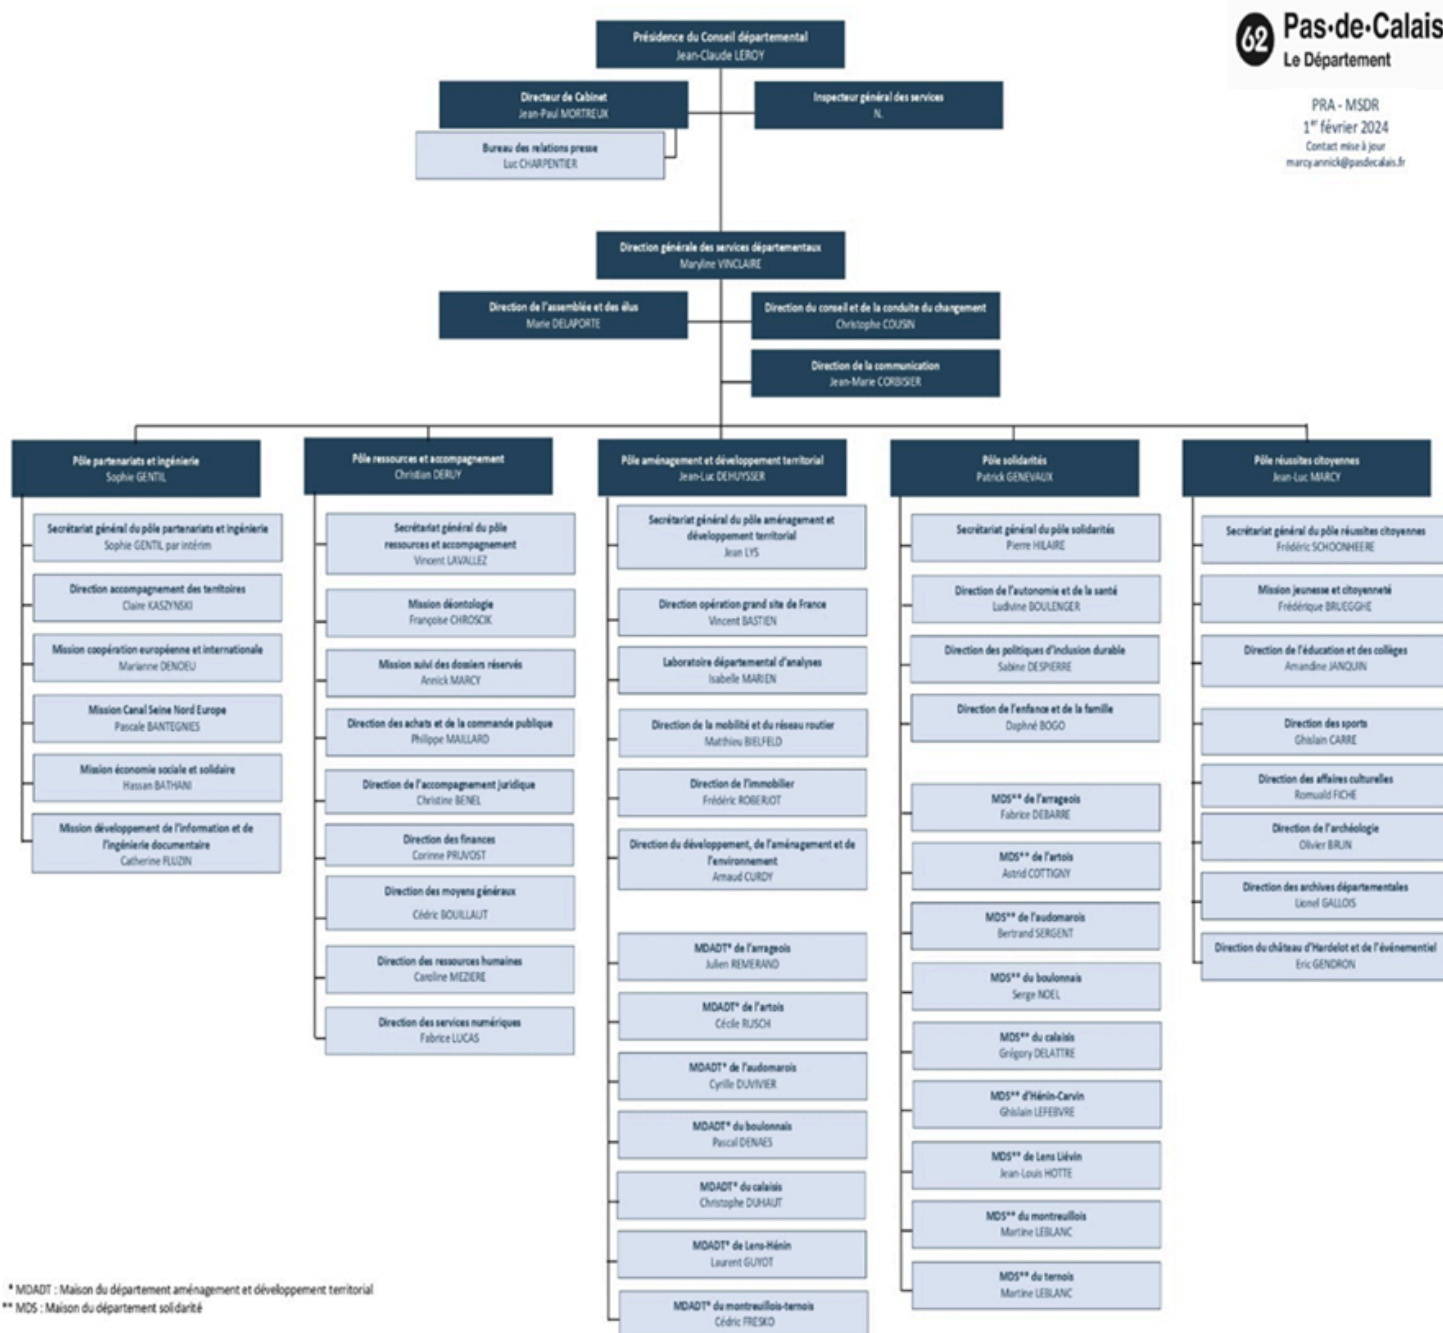 62 Pas-de-Calais
Le Département
PRA - MSDR
1er février 2024
Contact mise à jour
marcy.annick@pasdecalais.fr
Présidence du Conseil départemental
Jean-Claude LEROY
Directeur de Cabinet
Jean-Paul MORTREUX
Inspecteur général des services
N.
Bureau des relations presse
Luc CHARPENTIER
Direction générale des services départementaux
Maryline VINCLAIRE
Direction de l'assemblée et des élus
Marie DELAPORTE
Direction du conseil et de la conduite du changement
Christophe COUSIN
Direction de la communication
Jean-Marie CORBISIER
Pôle partenariats et ingénierie
Sophie GENTIL
Secrétariat général du pôle partenariats et ingénierie
Sophie GENTIL par intérim
Direction accompagnement des territoires
Claire KASZYNSKI
Mission coopération européenne et internationale
Marianne DENOEU
Mission Canal Seine Nord Europe
Pascale BANTEGNIES
Mission économie sociale et solidaire
Hassan BATHANI
Mission développement de l'information et de
l'ingénierie documentaire
Catherine FLUZIN
Pôle ressources et accompagnement
Christian DERUY
Secrétariat général du pôle
ressources et accompagnement
Vincent LAVALLEZ
Mission déontologie
Françoise CHROSCIK
Mission suivi des dossiers réservés
Annick MARCY
Direction des achats et de la commande publique
Philippe MAILLARD
Direction de l'accompagnement juridique
Christine BENEL
Direction des finances
Corinne PRUVOST
Direction des moyens généraux
Cédric BOUILLAUT
Direction des ressources humaines
Caroline MEZIERE
Direction des services numériques
Fabrice LUCAS
Pôle aménagement et développement territorial
Jean-Luc DEHUYSSER
Secrétariat général du pôle aménagement et
développement territorial
Jean LYS
Direction opération grand site de France
Vincent BASTIEN
Laboratoire départemental d'analyses
Isabelle MARIEN
Direction de la mobilité et du réseau routier
Matthieu BIELFELD
Direction de l'immobilier
Frédéric ROBERJOT
Direction du développement, de l'aménagement et de
l'environnement
Arnaud CURDY
MDADT* de l'arrageois
Julien REMERAND
MDADT* de l'artois
Cécile RUSCH
MDADT* de l'audomarois
Cyrille DUVIVIER
MDADT* du boulonnais
Pascal DENAES
MDADT* du calaisis
Christophe DUHAUT
MDADT* de Lens-Hénin
Laurent GUYOT
MDADT* du montreuillois-ternois
Cédric FRESKO
Pôle solidarités
Patrick GENEVAUX
Secrétariat général du pôle solidarités
Pierre HILAIRE
Direction de l'autonomie et de la santé
Ludivine BOULENGER
Direction des politiques d'inclusion durable
Sabine DESPIERRE
Direction de l'enfance et de la famille
Daphné BOGO
MDS** de l'arrageois
Fabrice DEBARRE
MDS** de l'artois
Astrid COTTIGNY
MDS** de l'audomarois
Bertrand SERGENT
MDS** du boulonnais
Serge NOEL
MDS** du calaisis
Grégory DELATTRE
MDS** d'Hénin-Carvin
Ghislain LEFEBVRE
MDS** de Lens Liévin
Jean-Louis HOTTE
MDS** du montreuillois
Martine LEBLANC
MDS** du ternois
Martine LEBLANC
Pôle réussites citoyennes
Jean-Luc MARCY
Secrétariat général du pôle réussites citoyennes
Frédéric SCHOONHEERE
Mission jeunesse et citoyenneté
Frédérique BRUEGGHE
Direction de l'éducation et des collèges
Amandine JANQUIN
Direction des sports
Ghislain CARRE
Direction des affaires culturelles
Romuald FICHE
Direction de l'archéologie
Olivier BRUN
Direction des archives départementales
Lionel GALLOIS
Direction du château d'Hardelot et de l'événementiel
Eric GENDRON
* MDADT : Maison du département aménagement et développement territorial
** MDS : Maison du département solidarité